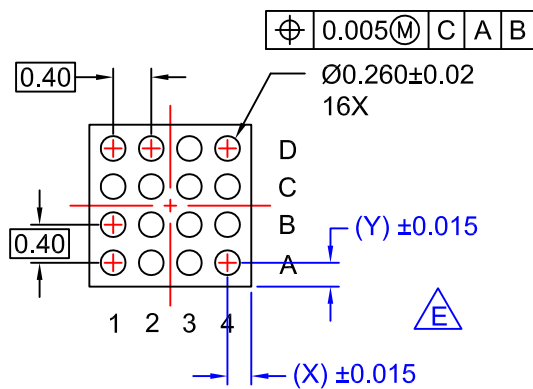 ⌖ 0.005Ⓜ C A B
0.40
Ø0.260±0.02
16X
D
C
B
A
0.40
(Y) ±0.015
E
1 2 3 4
(X) ±0.015